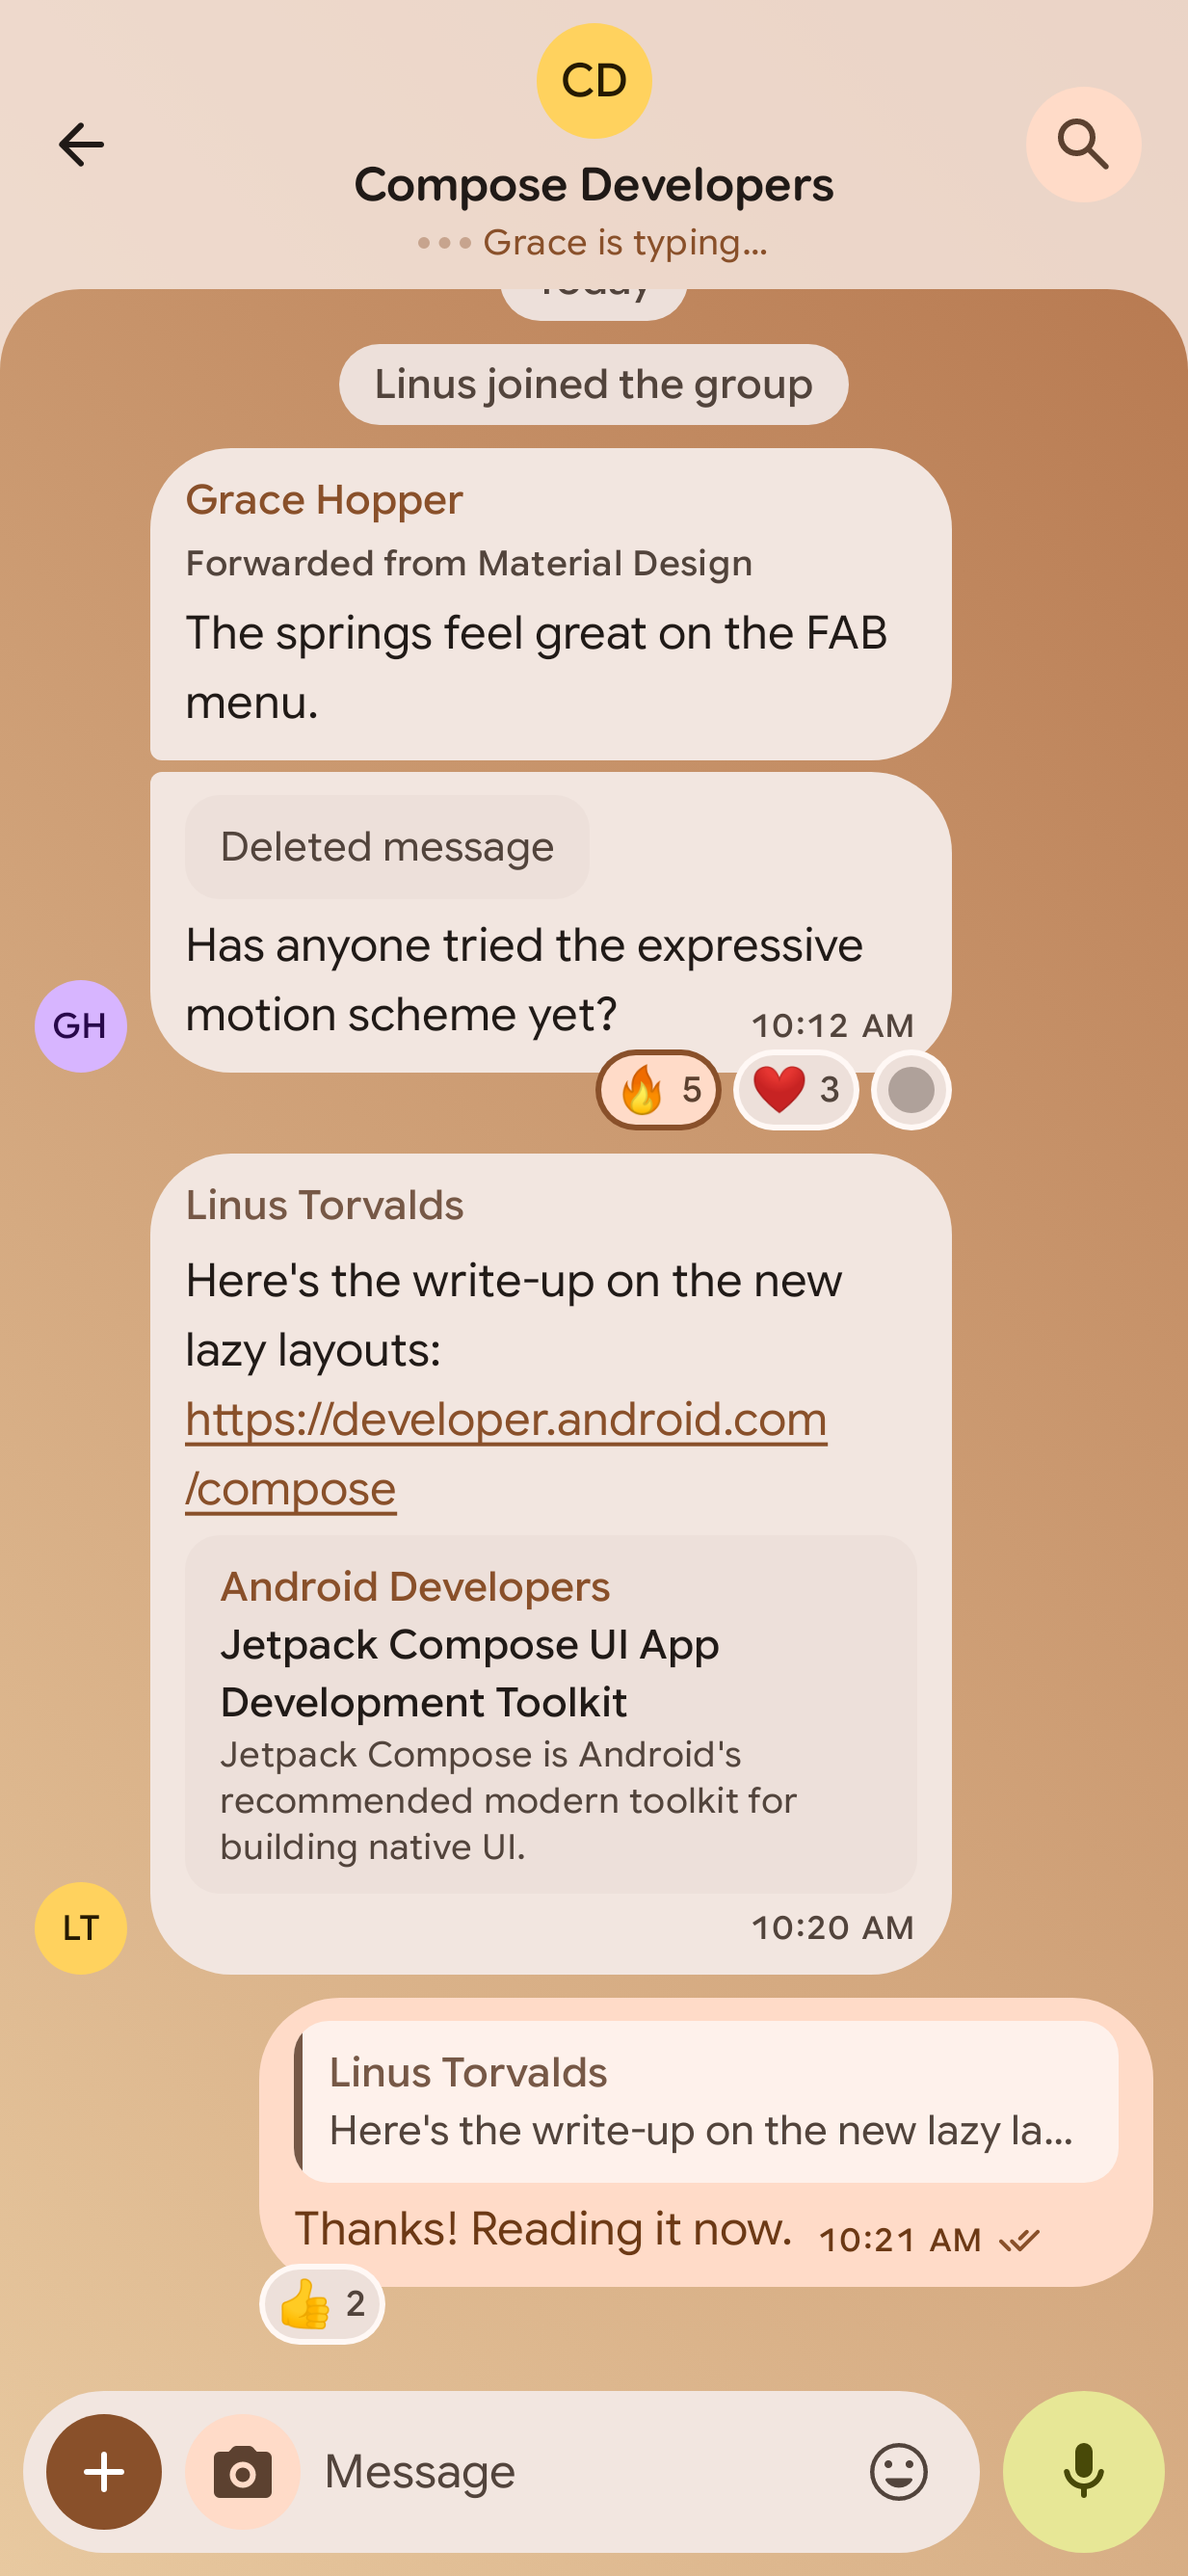 CD
Compose Developers
Grace is typing...
Today
Linus joined the group
Grace Hopper
Forwarded from Material Design
The springs feel great on the FAB
menu.
Deleted message
Has anyone tried the expressive
motion scheme yet?
10:12 AM
GH
5
3
Linus Torvalds
Here's the write-up on the new
lazy layouts:
https://developer.android.com
/compose
Android Developers
Jetpack Compose UI App
Development Toolkit
Jetpack Compose is Android's
recommended modern toolkit for
building native UI.
10:20 AM
LT
Linus Torvalds
Here's the write-up on the new lazy la...
Thanks! Reading it now.
10:21 AM
2
Message